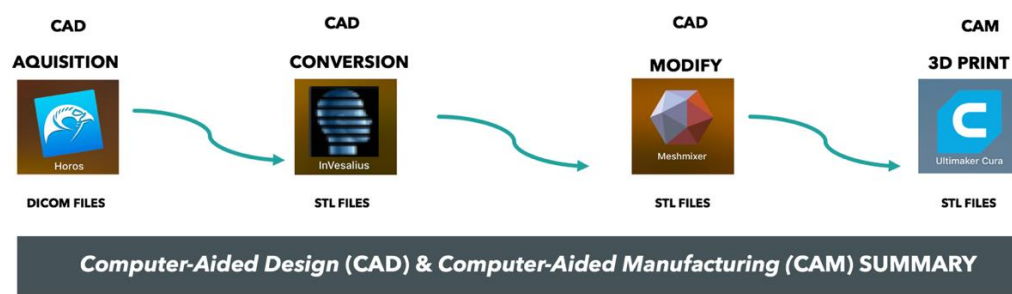 CAD
AQUISITION
Horos
DICOM FILES
CAD
CONVERSION
InVesalius
STL FILES
CAD
MODIFY
Meshmixer
STL FILES
CAM
3D PRINT
Ultimaker Cura
STL FILES
Computer-Aided Design (CAD) & Computer-Aided Manufacturing (CAM) SUMMARY